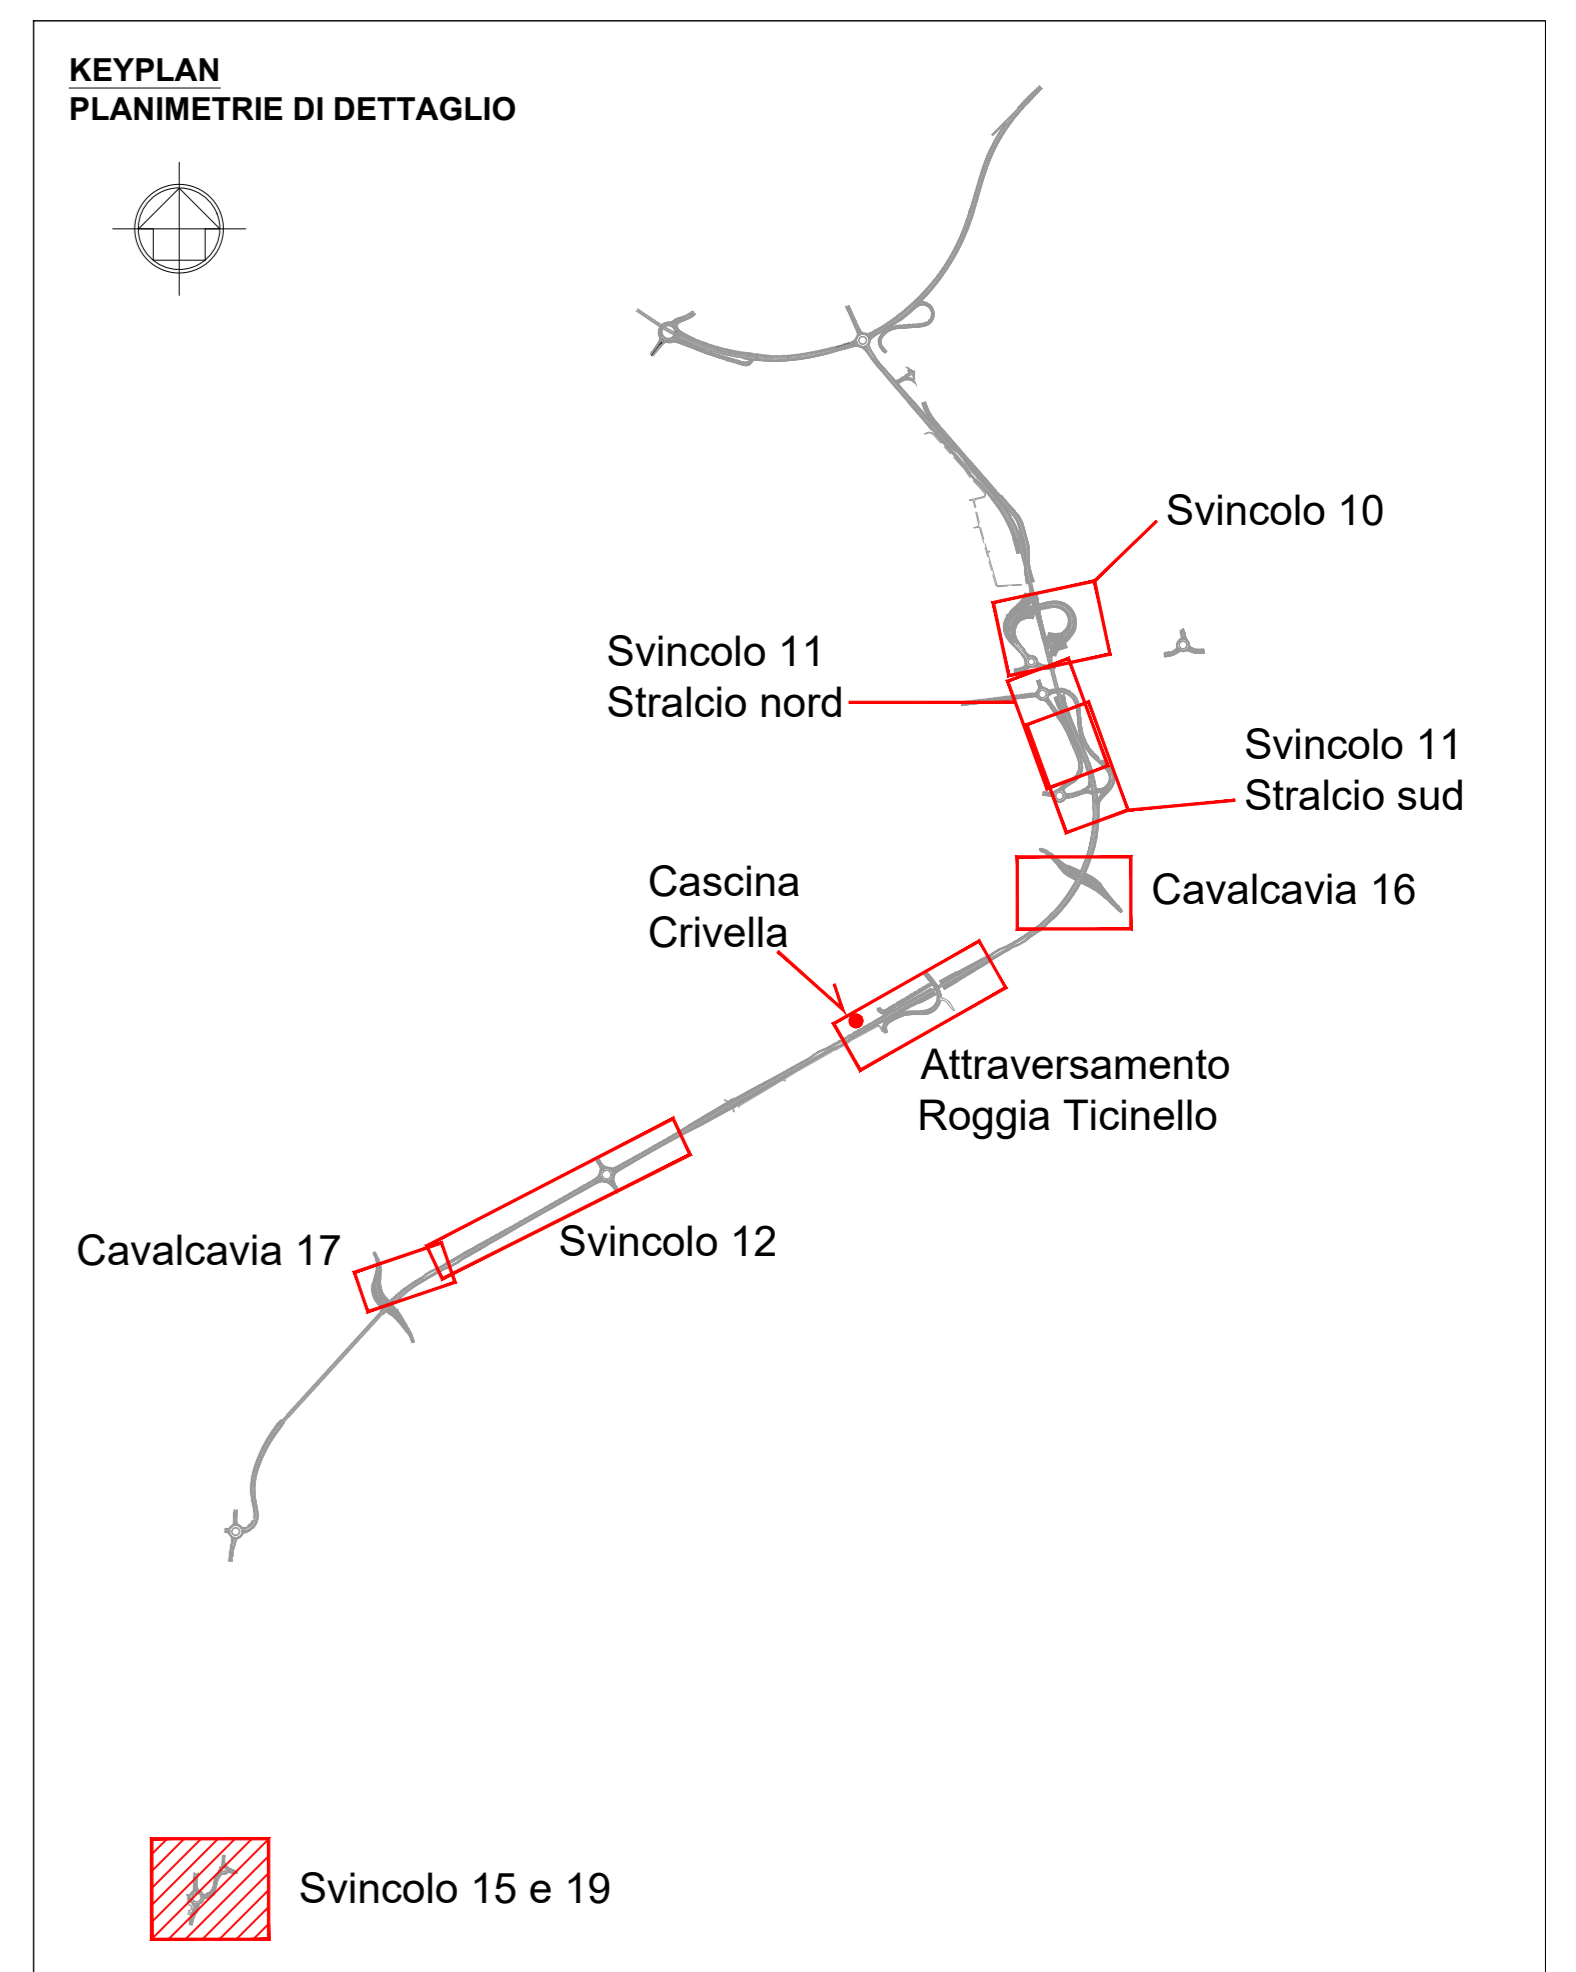 KEYPLAN
PLANIMETRIE DI DETTAGLIO
Svincolo 10
Svincolo 11
Stralcio nord
Svincolo 11
Stralcio sud
Cascina
Crivella
Cavalcavia 16
Attraversamento
Roggia Ticinello
Cavalcavia 17
Svincolo 12
Svincolo 15 e 19